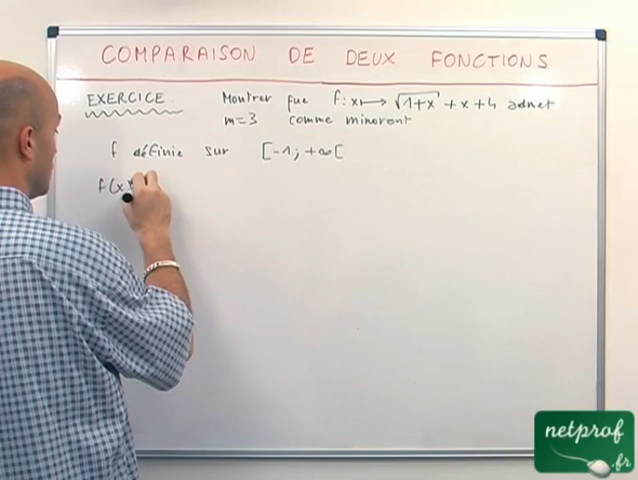 COMPARAISON DE DEUX FONCTIONS
EXERCICE. Montrer que f: x ⟼ √1+x + x + 4 admet
m=3 comme minorant
f définie sur [-1; +∞[
f(x)
netprof
.fr